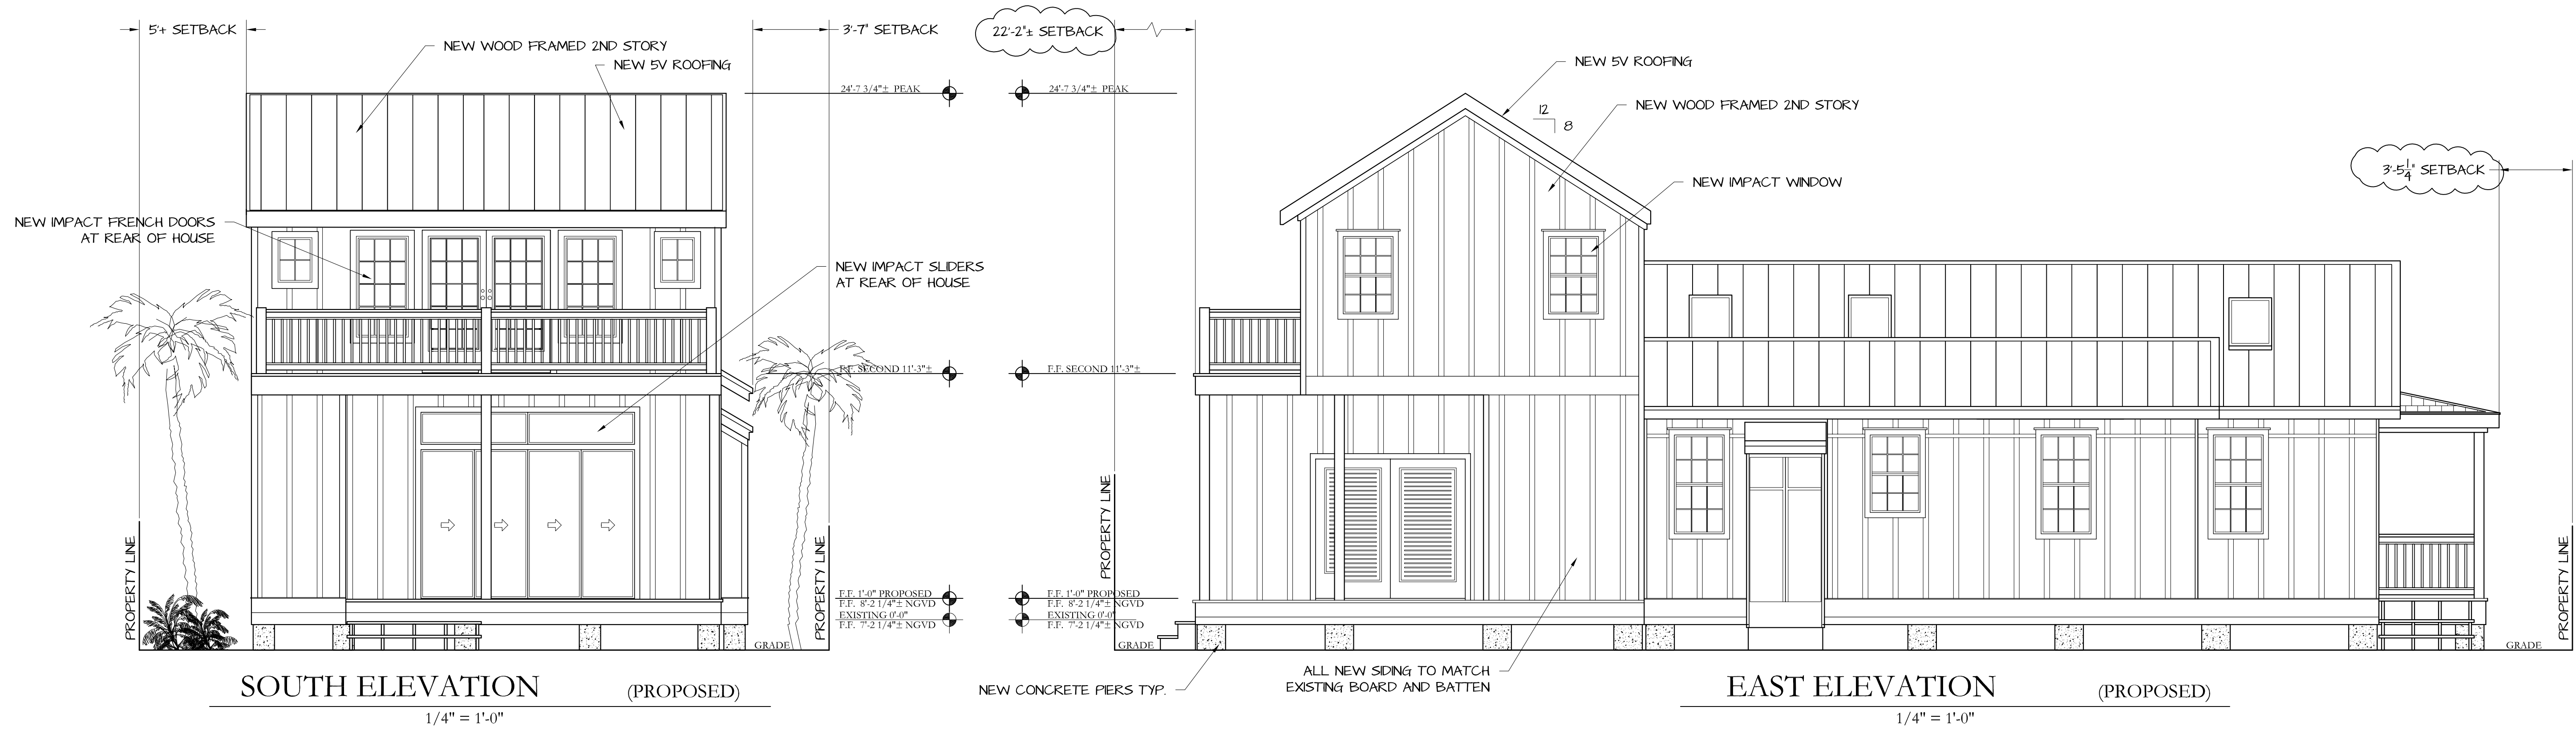 5'+ SETBACK
3'-7" SETBACK
22'-2"± SETBACK
NEW WOOD FRAMED 2ND STORY
NEW 5V ROOFING
24'-7 3/4"± PEAK
24'-7 3/4"± PEAK
NEW 5V ROOFING
12
8
NEW WOOD FRAMED 2ND STORY
3'-5 1/4" SETBACK
NEW IMPACT WINDOW
NEW IMPACT FRENCH DOORS
AT REAR OF HOUSE
NEW IMPACT SLIDERS
AT REAR OF HOUSE
F.F. SECOND 11'-3"±
F.F. SECOND 11'-3"±
PROPERTY LINE
PROPERTY LINE
PROPERTY LINE
PROPERTY LINE
F.F. 1'-0" PROPOSED
F.F. 8'-2 1/4"± NGVD
EXISTING 0'-0"
F.F. 7'-2 1/4"± NGVD
F.F. 1'-0" PROPOSED
F.F. 8'-2 1/4"± NGVD
EXISTING 0'-0"
F.F. 7'-2 1/4"± NGVD
GRADE
GRADE
GRADE
ALL NEW SIDING TO MATCH
EXISTING BOARD AND BATTEN
NEW CONCRETE PIERS TYP.
SOUTH ELEVATION (PROPOSED)
1/4" = 1'-0"
EAST ELEVATION (PROPOSED)
1/4" = 1'-0"